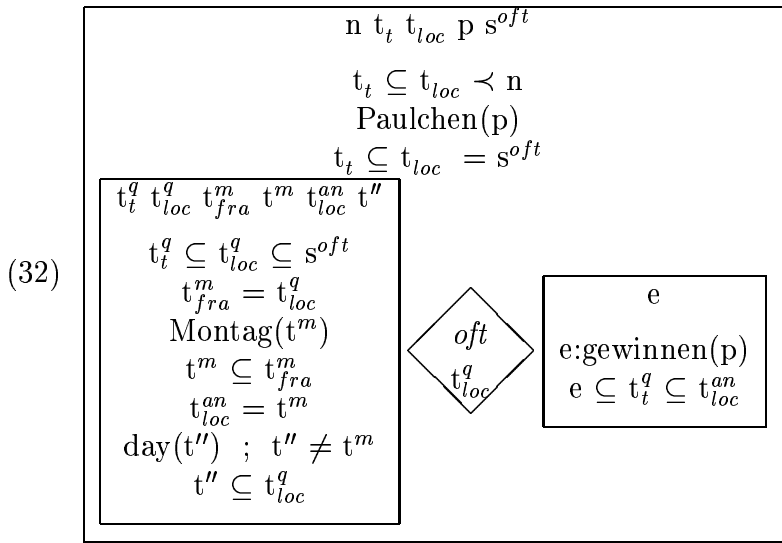 n t_t t_loc p s^oft
t_t ⊆ t_loc ≺ n
Paulchen(p)
t_t ⊆ t_loc = s^oft
t^q_t t^q_loc t^m_fra t^m t^an_loc t''
t^q_t ⊆ t^q_loc ⊆ s^oft
t^m_fra = t^q_loc
Montag(t^m)
t^m ⊆ t^m_fra
t^an_loc = t^m
day(t'') ; t'' ≠ t^m
t'' ⊆ t^q_loc
(32)
oft
t^q_loc
e
e:gewinnen(p)
e ⊆ t^q_t ⊆ t^an_loc